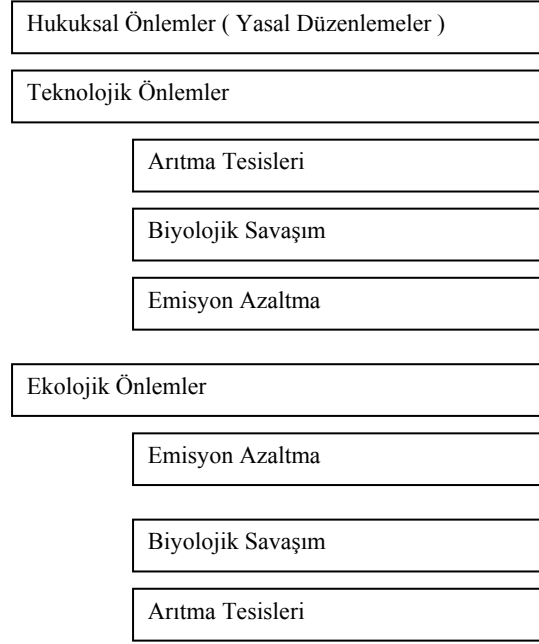 Hukuksal Önlemler ( Yasal Düzenlemeler )
Teknolojik Önlemler
Arıtma Tesisleri
Biyolojik Savaşım
Emisyon Azaltma
Ekolojik Önlemler
Emisyon Azaltma
Biyolojik Savaşım
Arıtma Tesisleri